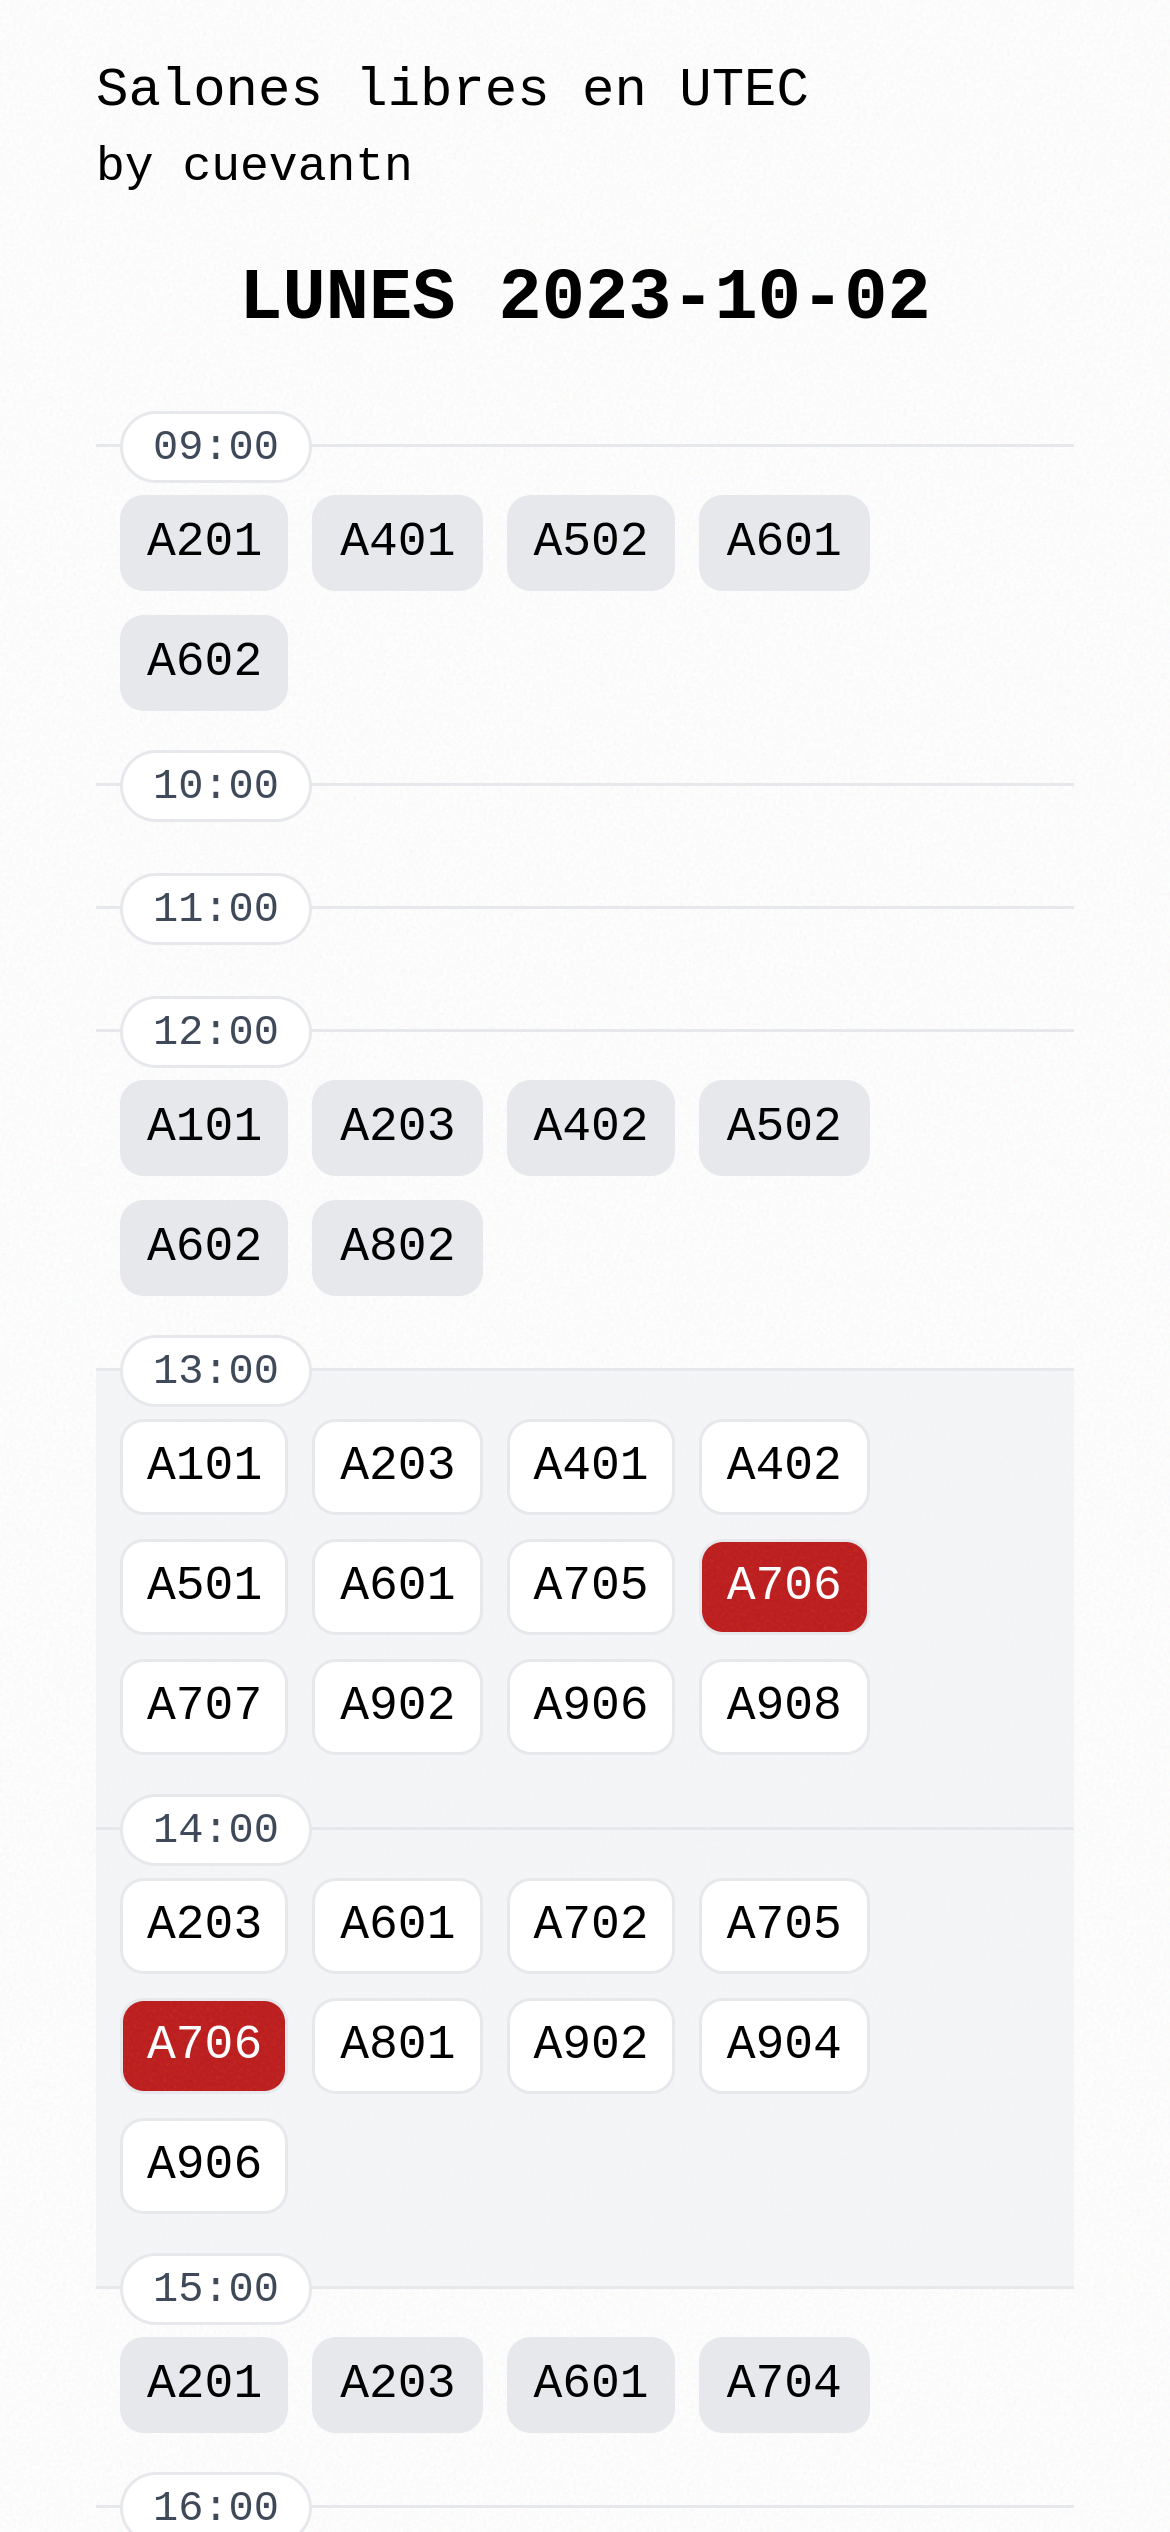 Salones libres en UTEC
by cuevantn
LUNES 2023-10-02
09:00
A201 A401 A502 A601
A602
10:00
11:00
12:00
A101 A203 A402 A502
A602 A802
13:00
A101 A203 A401 A402
A501 A601 A705 A706
A707 A902 A906 A908
14:00
A203 A601 A702 A705
A706 A801 A902 A904
A906
15:00
A201 A203 A601 A704
16:00